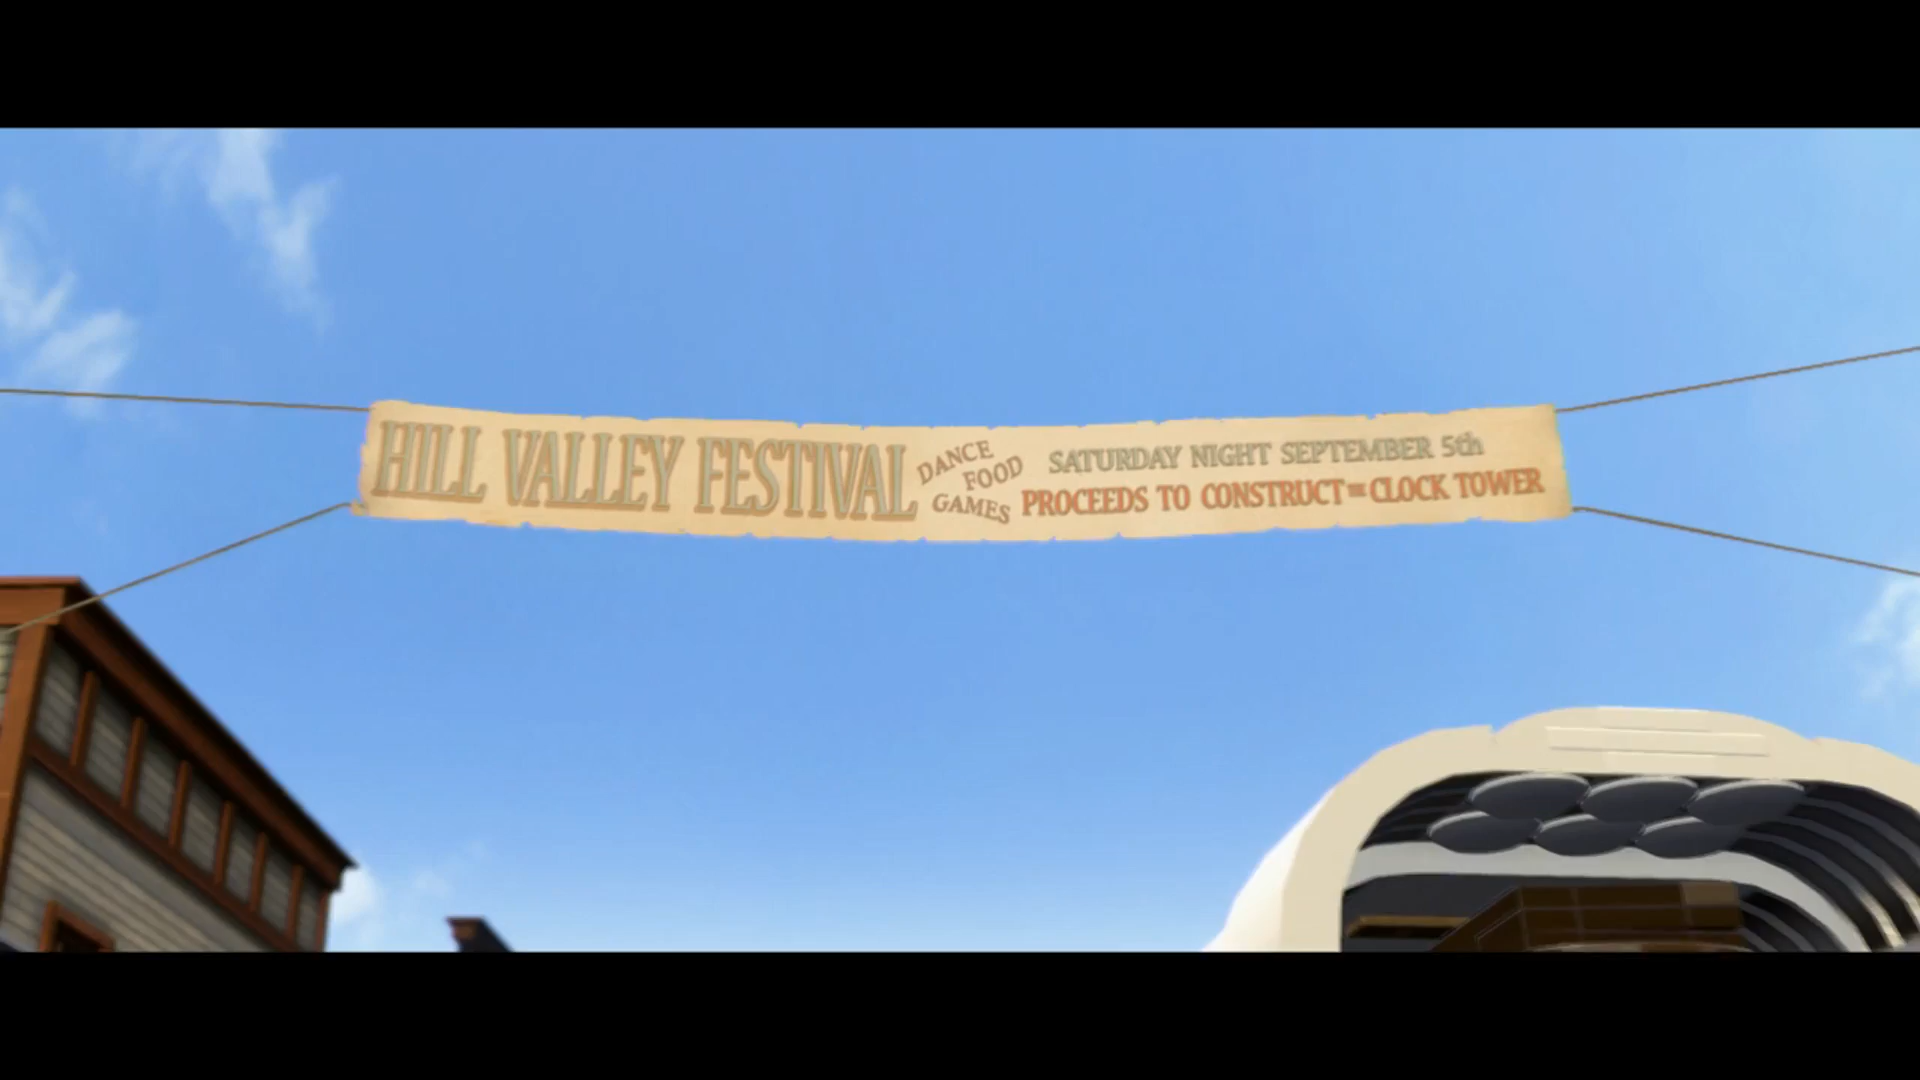 HILL VALLEY FESTIVAL
DANCE
FOOD
GAMES
SATURDAY NIGHT SEPTEMBER 5th
PROCEEDS TO CONSTRUCT CLOCK TOWER